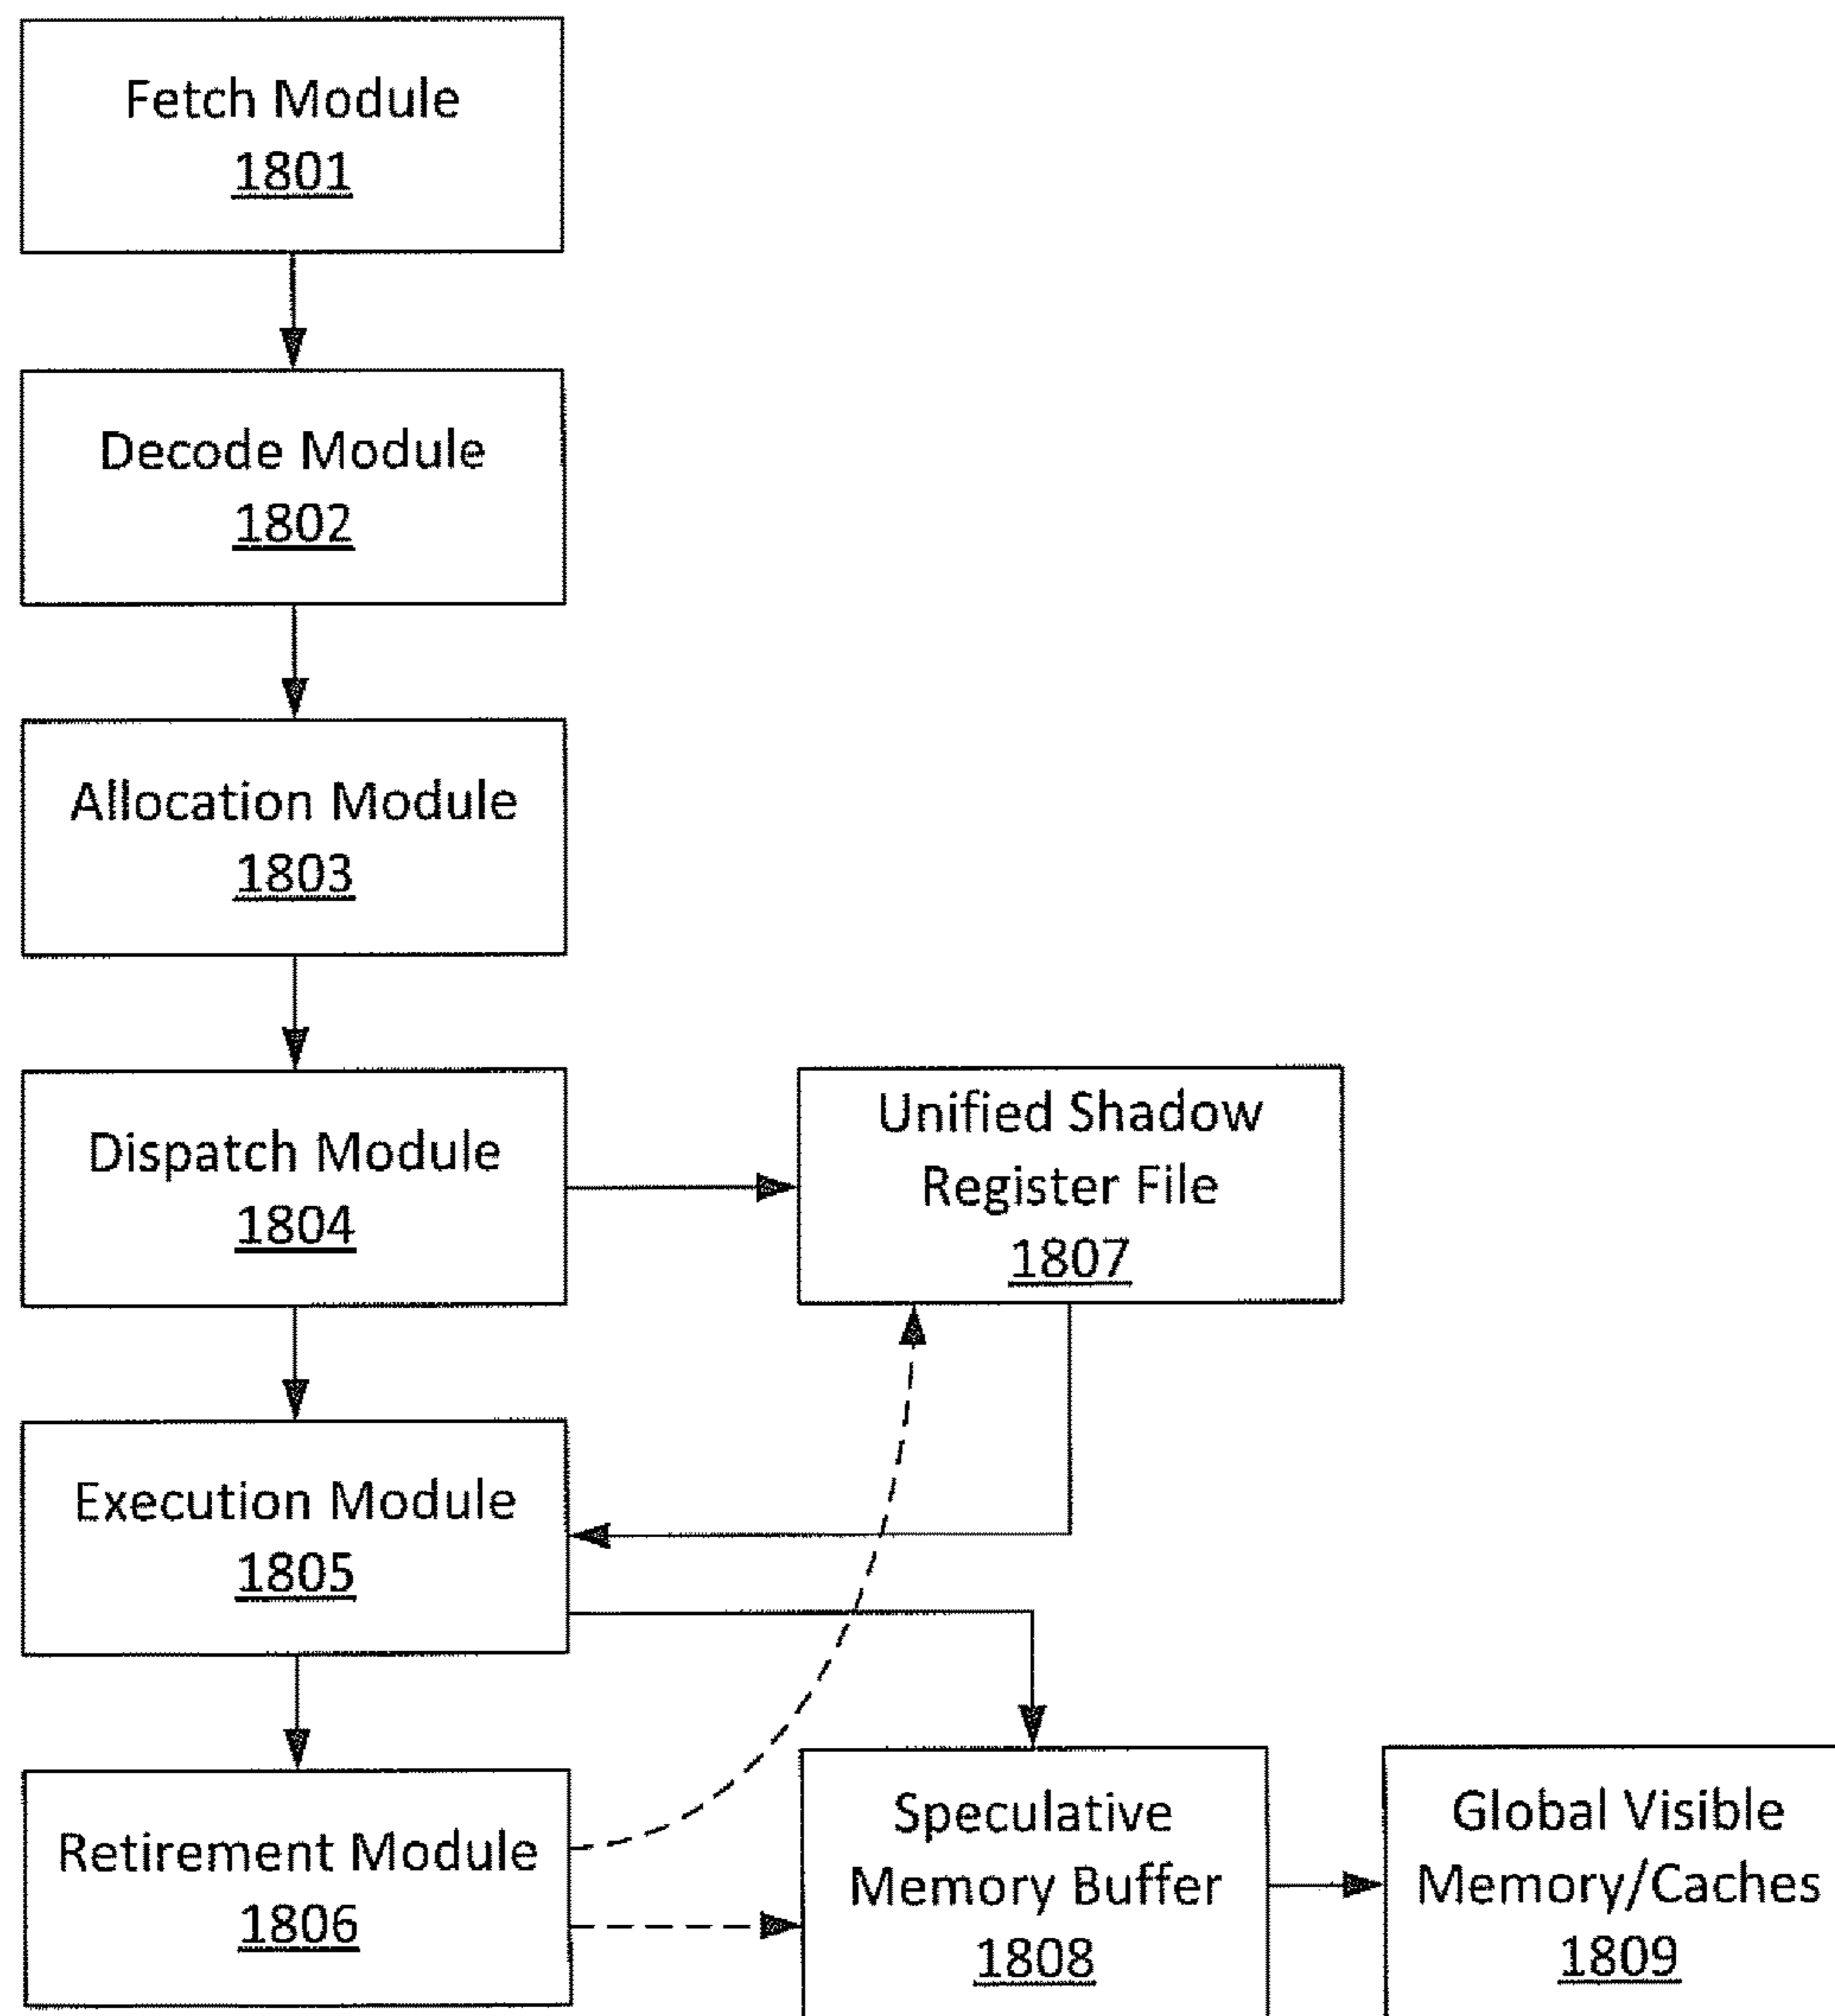 Fetch Module
1801
Decode Module
1802
Allocation Module
1803
Dispatch Module
1804
Unified Shadow
Register File
1807
Execution Module
1805
Retirement Module
1806
Speculative
Memory Buffer
1808
Global Visible
Memory/Caches
1809